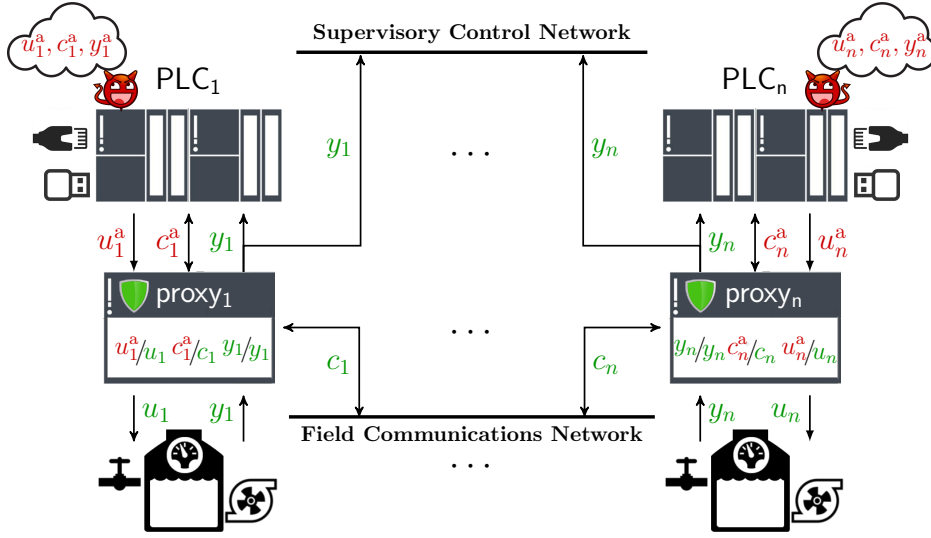 Supervisory Control Network
u₁ᵃ, c₁ᵃ, y₁ᵃ
uₙᵃ, cₙᵃ, yₙᵃ
PLC₁
PLCₙ
y₁
. . .
yₙ
u₁ᵃ c₁ᵃ y₁
yₙ cₙᵃ uₙᵃ
proxy₁
. . .
proxyₙ
u₁ᵃ/u₁ c₁ᵃ/c₁ y₁/y₁
yₙ/yₙ cₙᵃ/cₙ uₙᵃ/uₙ
c₁
cₙ
u₁ y₁
yₙ uₙ
Field Communications Network
. . .